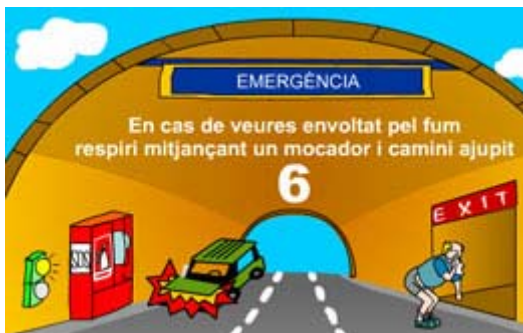 EMERGÈNCIA
En cas de veures envoltat pel fum
respiri mitjançant un mocador i camini ajupit
6
EXIT
SOS